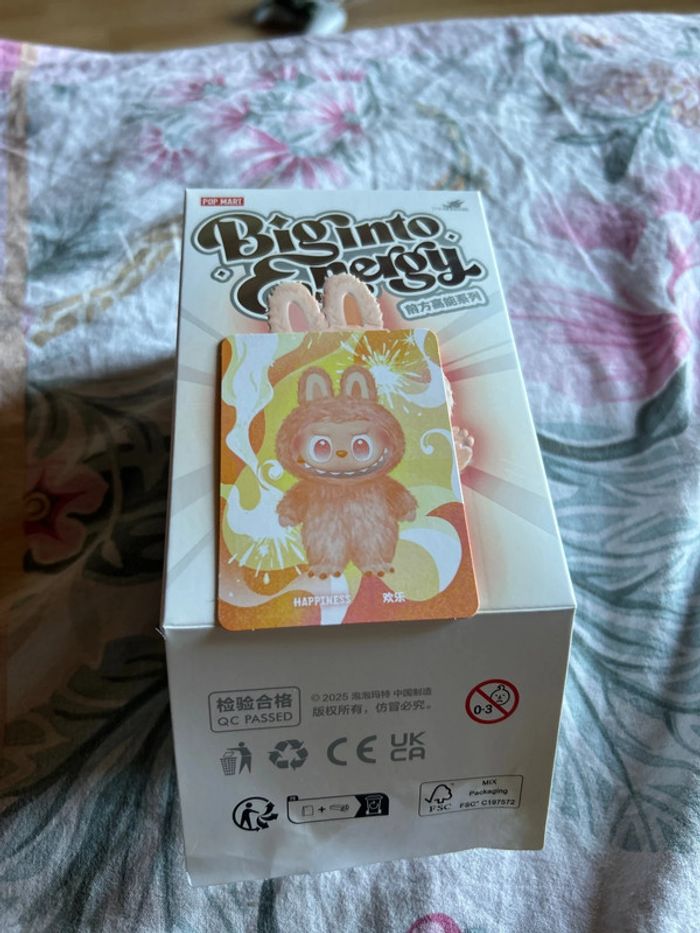 POP MART
Big into
Energy
前方高能系列
HAPPINESS 欢乐
检验合格
QC PASSED
© 2025 泡泡玛特 中国制造
版权所有，仿冒必究。
0-3
CE
UK
CA
FR
+
MIX
Packaging
FSC
FSC® C197572